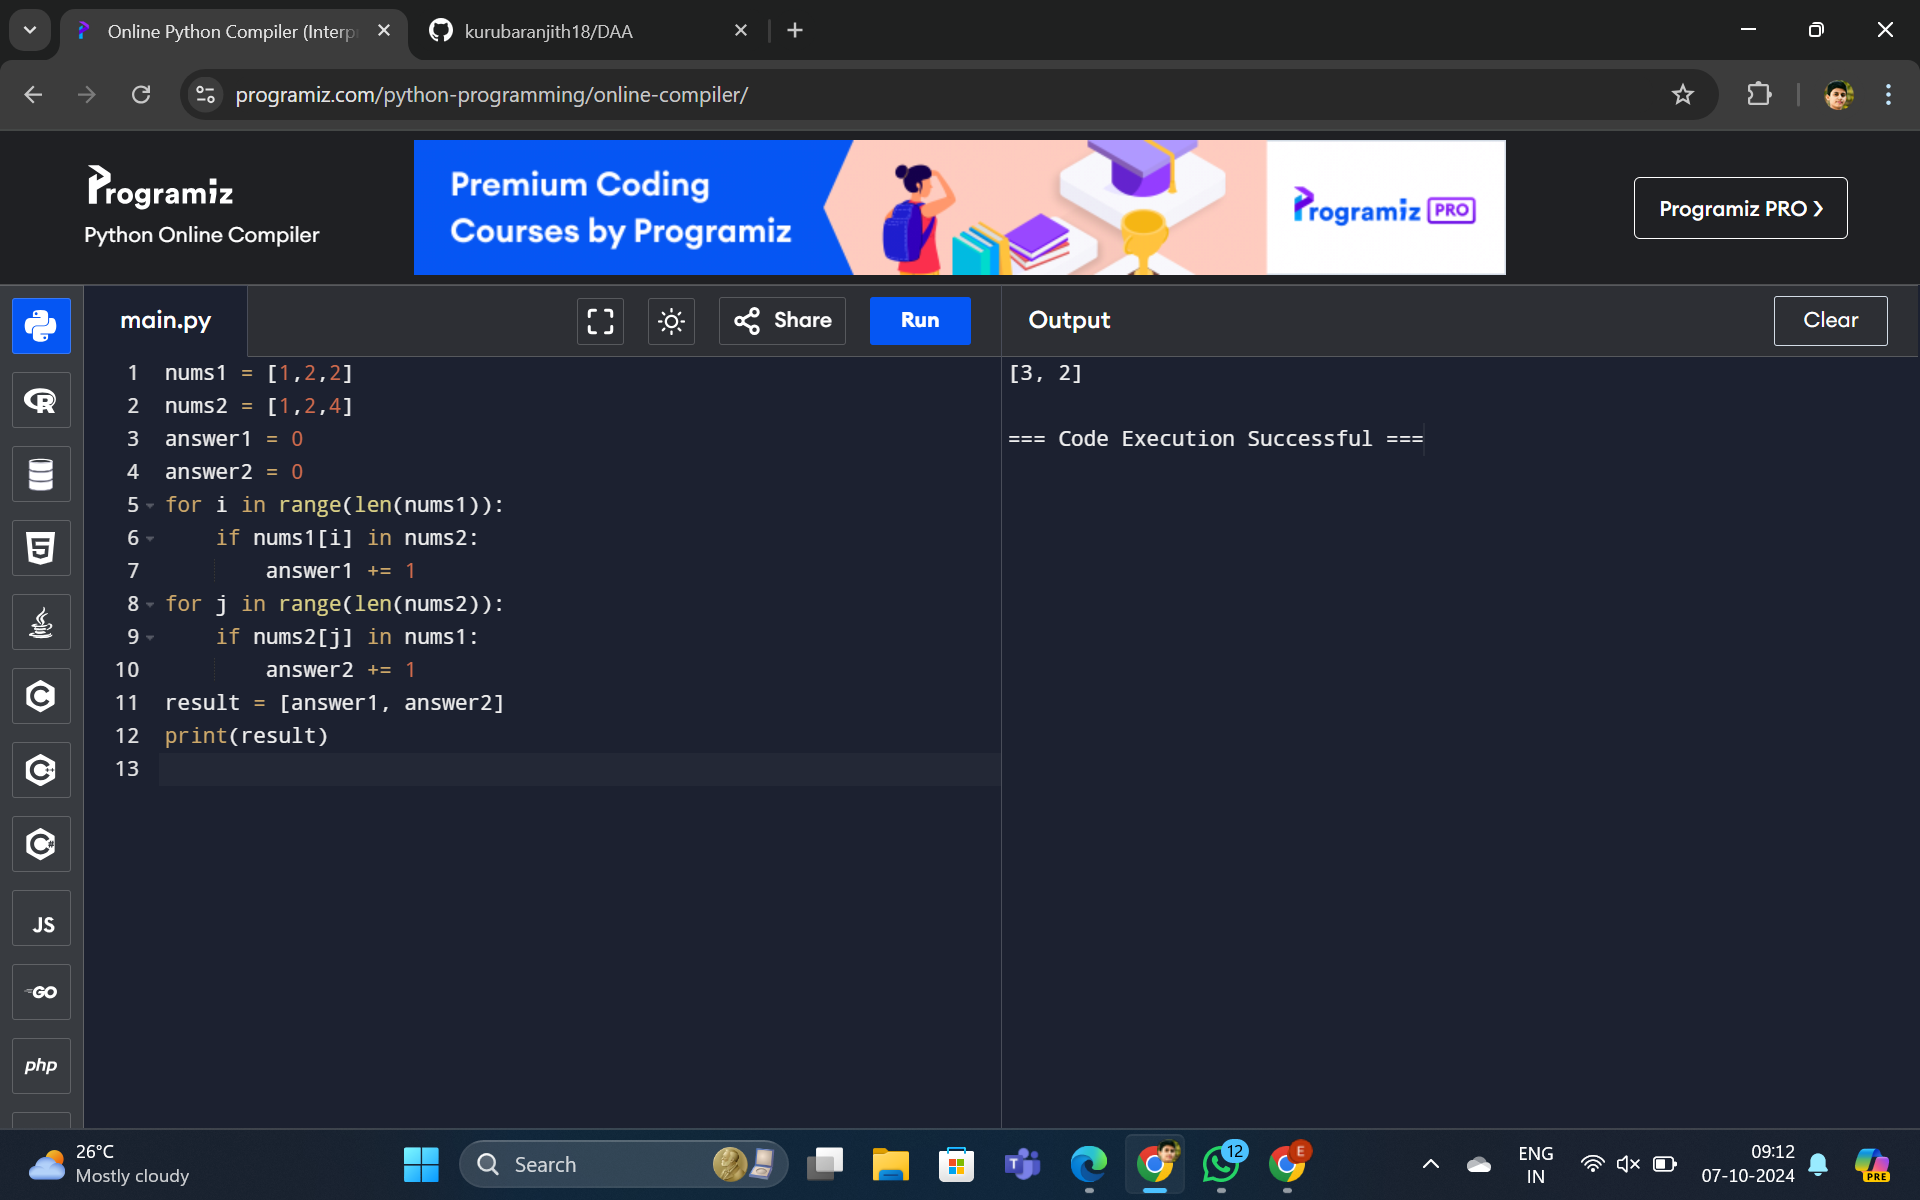 Online Python Compiler (Interp
kurubaranjith18/DAA
programiz.com/python-programming/online-compiler/
Programiz
Python Online Compiler
Premium Coding
Courses by Programiz
Programiz PRO
Programiz PRO ❯
main.py
Share
Run
Output
Clear
1 nums1 = [1,2,2]
2 nums2 = [1,2,4]
3 answer1 = 0
4 answer2 = 0
5 for i in range(len(nums1)):
6     if nums1[i] in nums2:
7         answer1 += 1
8 for j in range(len(nums2)):
9     if nums2[j] in nums1:
10         answer2 += 1
11 result = [answer1, answer2]
12 print(result)
13
[3, 2]
=== Code Execution Successful ===
R
5
C
C++
C#
JS
GO
php
26°C
Mostly cloudy
Search
T
12
E
ENG
IN
09:12
07-10-2024
PRE